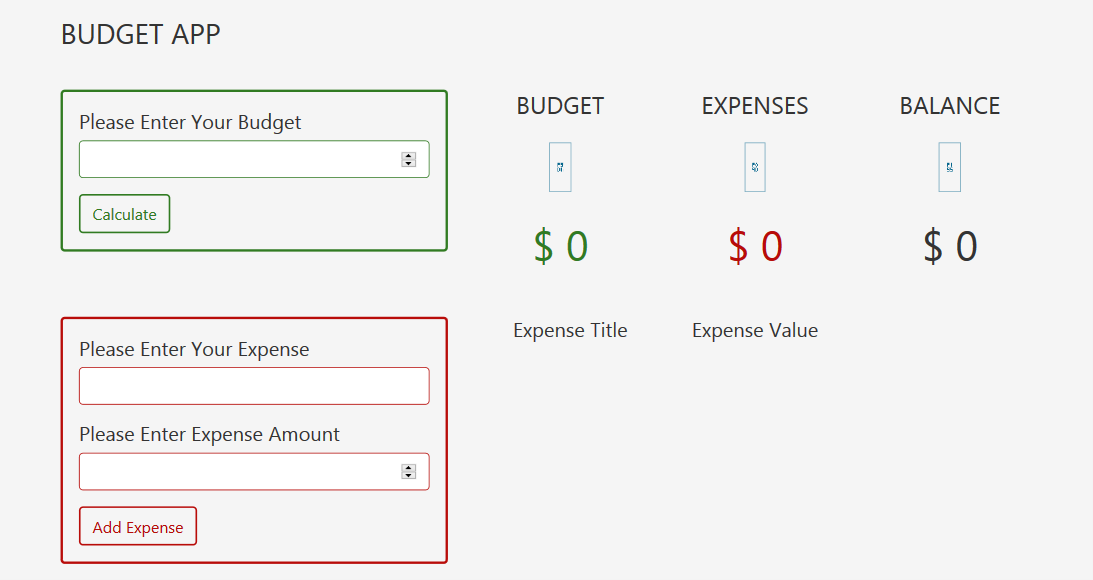 BUDGET APP
Please Enter Your Budget
Calculate
BUDGET
EXPENSES
BALANCE
$ 0
$ 0
$ 0
Please Enter Your Expense
Please Enter Expense Amount
Add Expense
Expense Title
Expense Value